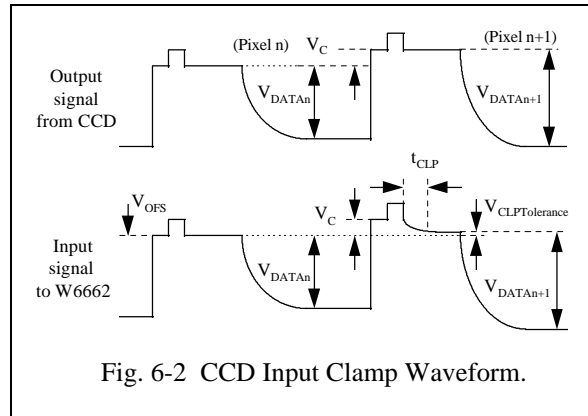 (Pixel n)
V_C
(Pixel n+1)
Output
signal
from CCD
V_DATAn
V_DATAn+1
t_CLP
V_OFS
V_C
V_CLPTolerance
Input
signal
to W6662
V_DATAn
V_DATAn+1
Fig. 6-2 CCD Input Clamp Waveform.